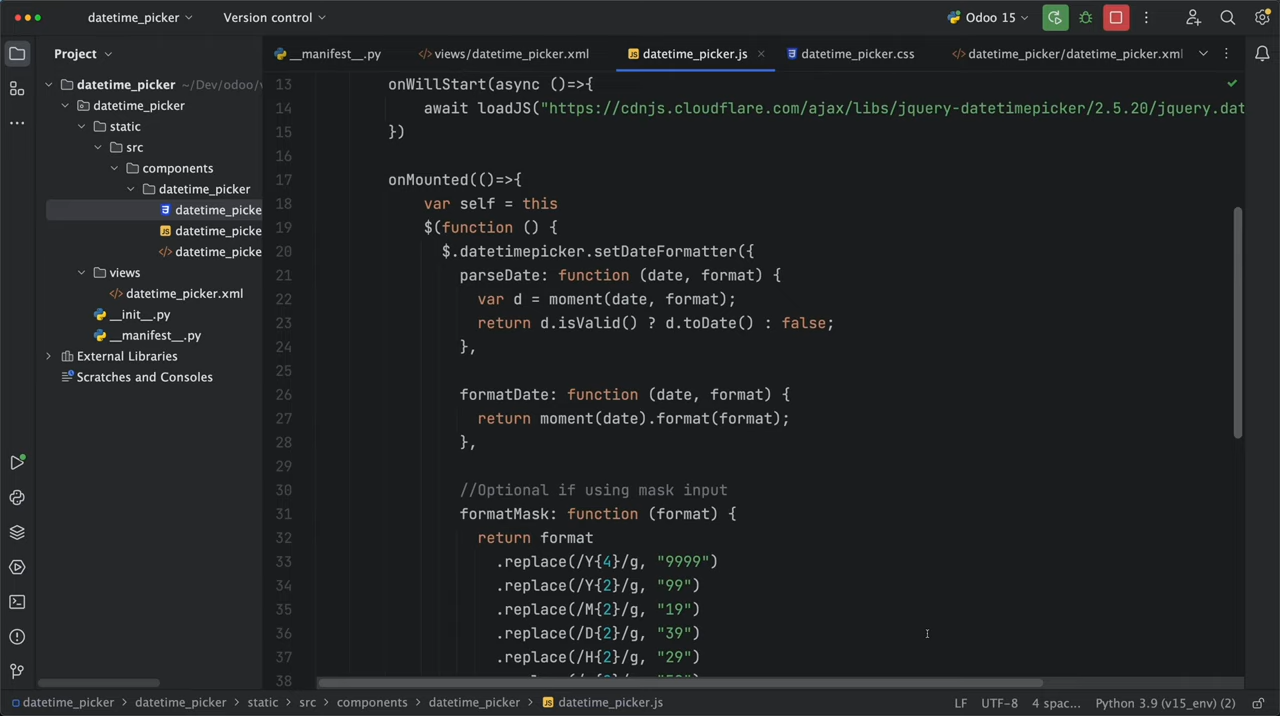 datetime_picker
Version control
Odoo 15
Project
__manifest__.py
views/datetime_picker.xml
datetime_picker.js
datetime_picker.css
datetime_picker/datetime_picker.xml
datetime_picker ~/Dev/odoo/v
datetime_picker
static
src
components
datetime_picker
datetime_picke
datetime_picke
datetime_picke
views
datetime_picker.xml
__init__.py
__manifest__.py
External Libraries
Scratches and Consoles
13 onWillStart(async ()=>{
14 await loadJS("https://cdnjs.cloudflare.com/ajax/libs/jquery-datetimepicker/2.5.20/jquery.dat
15 })
16
17 onMounted(()=>{
18 var self = this
19 $(function () {
20 $.datetimepicker.setDateFormatter({
21 parseDate: function (date, format) {
22 var d = moment(date, format);
23 return d.isValid() ? d.toDate() : false;
24 },
25
26 formatDate: function (date, format) {
27 return moment(date).format(format);
28 },
29
30 //Optional if using mask input
31 formatMask: function (format) {
32 return format
33 .replace(/Y{4}/g, "9999")
34 .replace(/Y{2}/g, "99")
35 .replace(/M{2}/g, "19")
36 .replace(/D{2}/g, "39")
37 .replace(/H{2}/g, "29")
38
datetime_picker datetime_picker static src components datetime_picker datetime_picker.js
LF UTF-8 4 spac... Python 3.9 (v15_env) (2)